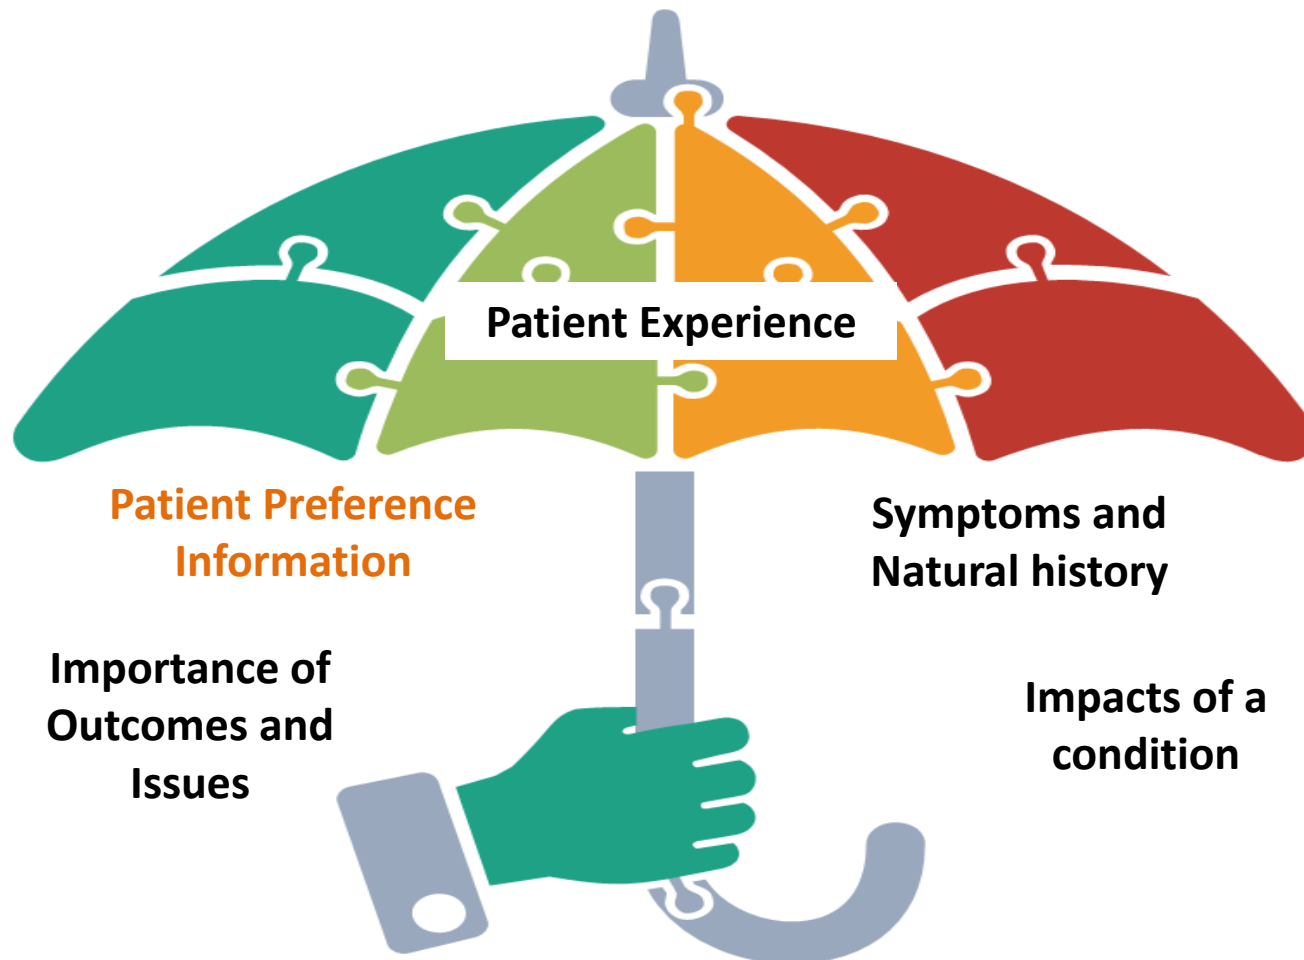 Patient Experience
Patient Preference
Information
Symptoms and
Natural history
Importance of
Outcomes and
Issues
Impacts of a
condition